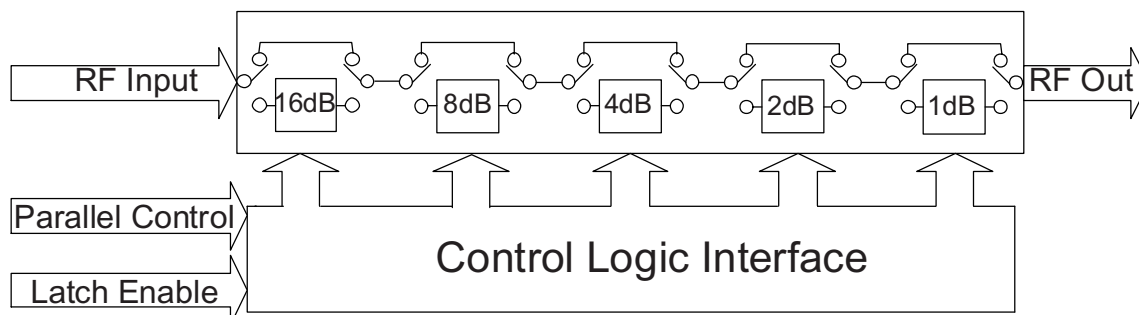 RF Input
16dB
8dB
4dB
2dB
1dB
RF Out
Parallel Control
Control Logic Interface
Latch Enable